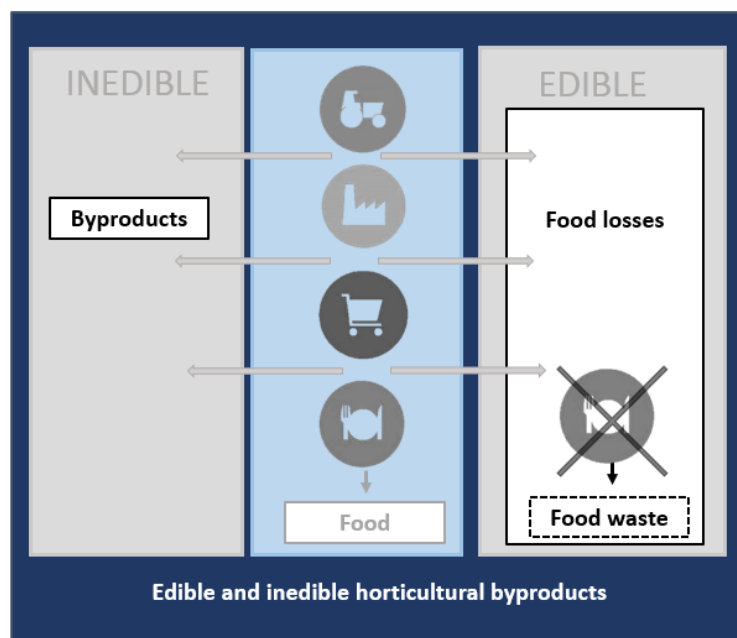 INEDIBLE
EDIBLE
Byproducts
Food losses
Food
Food waste
Edible and inedible horticultural byproducts